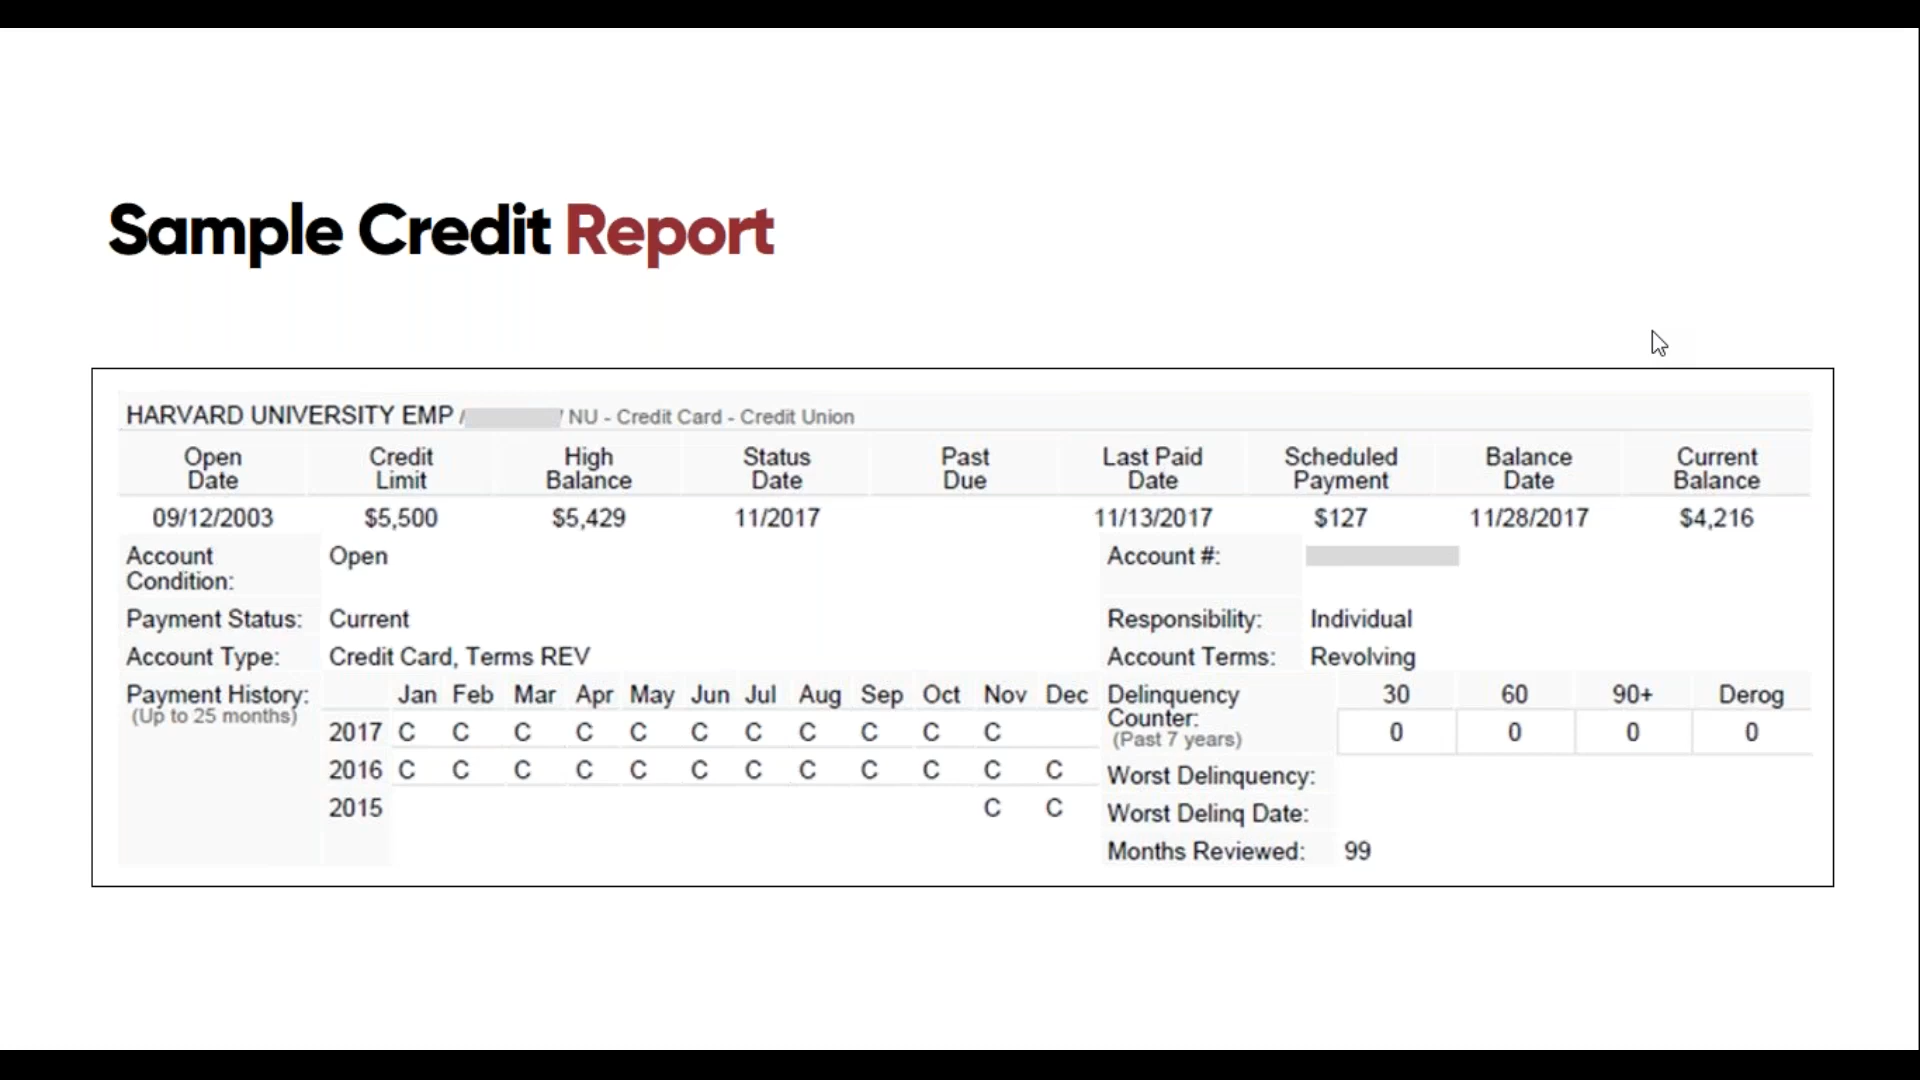 Sample Credit Report
HARVARD UNIVERSITY EMP / / NU - Credit Card - Credit Union
Open Date Credit Limit High Balance Status Date Past Due Last Paid Date Scheduled Payment Balance Date Current Balance
09/12/2003 $5,500 $5,429 11/2017 11/13/2017 $127 11/28/2017 $4,216
Account Condition: Open Account #:
Payment Status: Current Responsibility: Individual
Account Type: Credit Card, Terms REV Account Terms: Revolving
Payment History: Jan Feb Mar Apr May Jun Jul Aug Sep Oct Nov Dec Delinquency Counter: 30 60 90+ Derog
(Up to 25 months) (Past 7 years)
2017 C C C C C C C C C C C 0 0 0 0
2016 C C C C C C C C C C C C Worst Delinquency:
2015 C C Worst Delinq Date:
Months Reviewed: 99